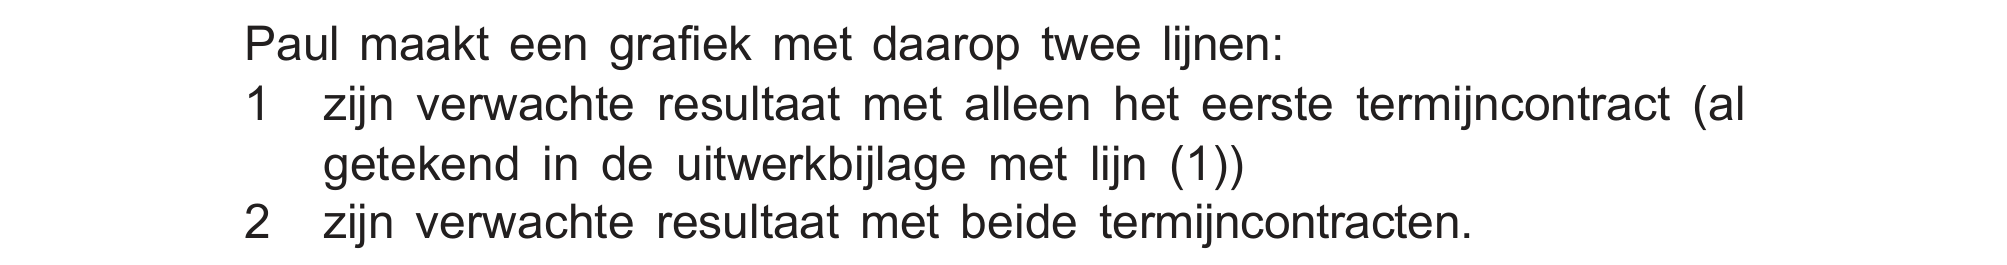 Paul maakt een grafiek met daarop twee lijnen:
1 zijn verwachte resultaat met alleen het eerste termijncontract (al
getekend in de uitwerkbijlage met lijn (1))
2 zijn verwachte resultaat met beide termijncontracten.